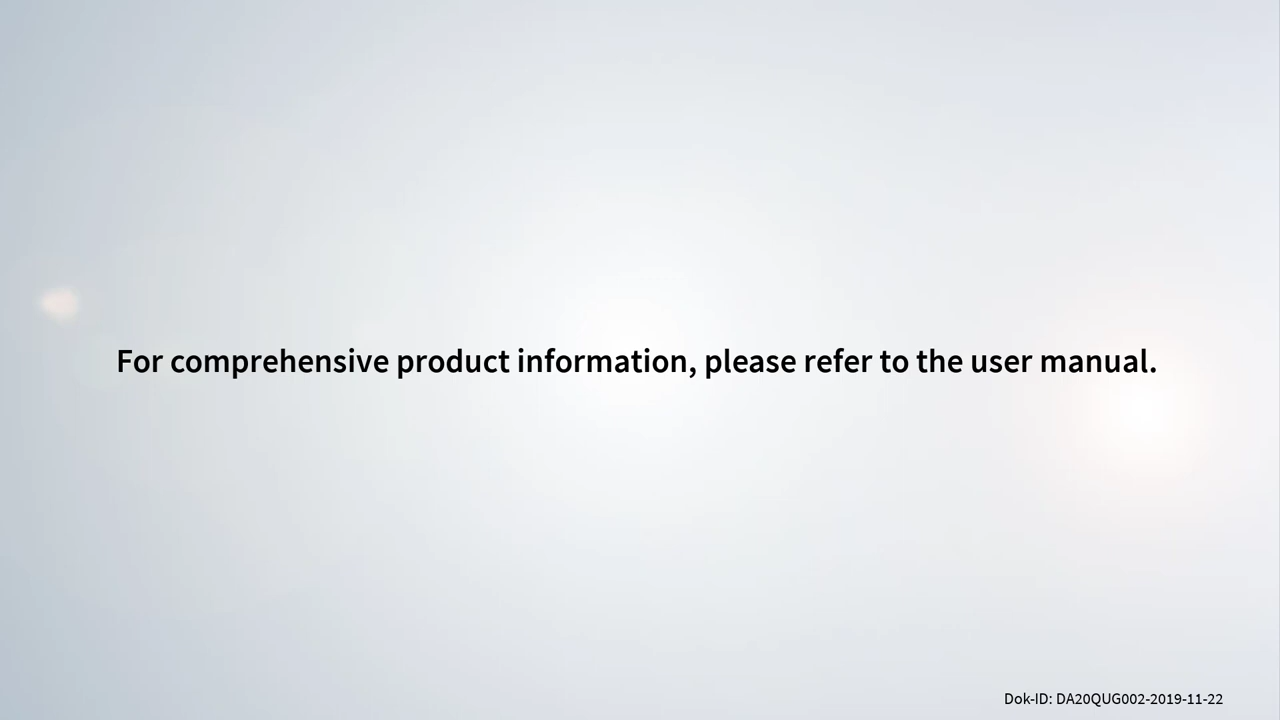 For comprehensive product information, please refer to the user manual.
Dok-ID: DA20QUG002-2019-11-22